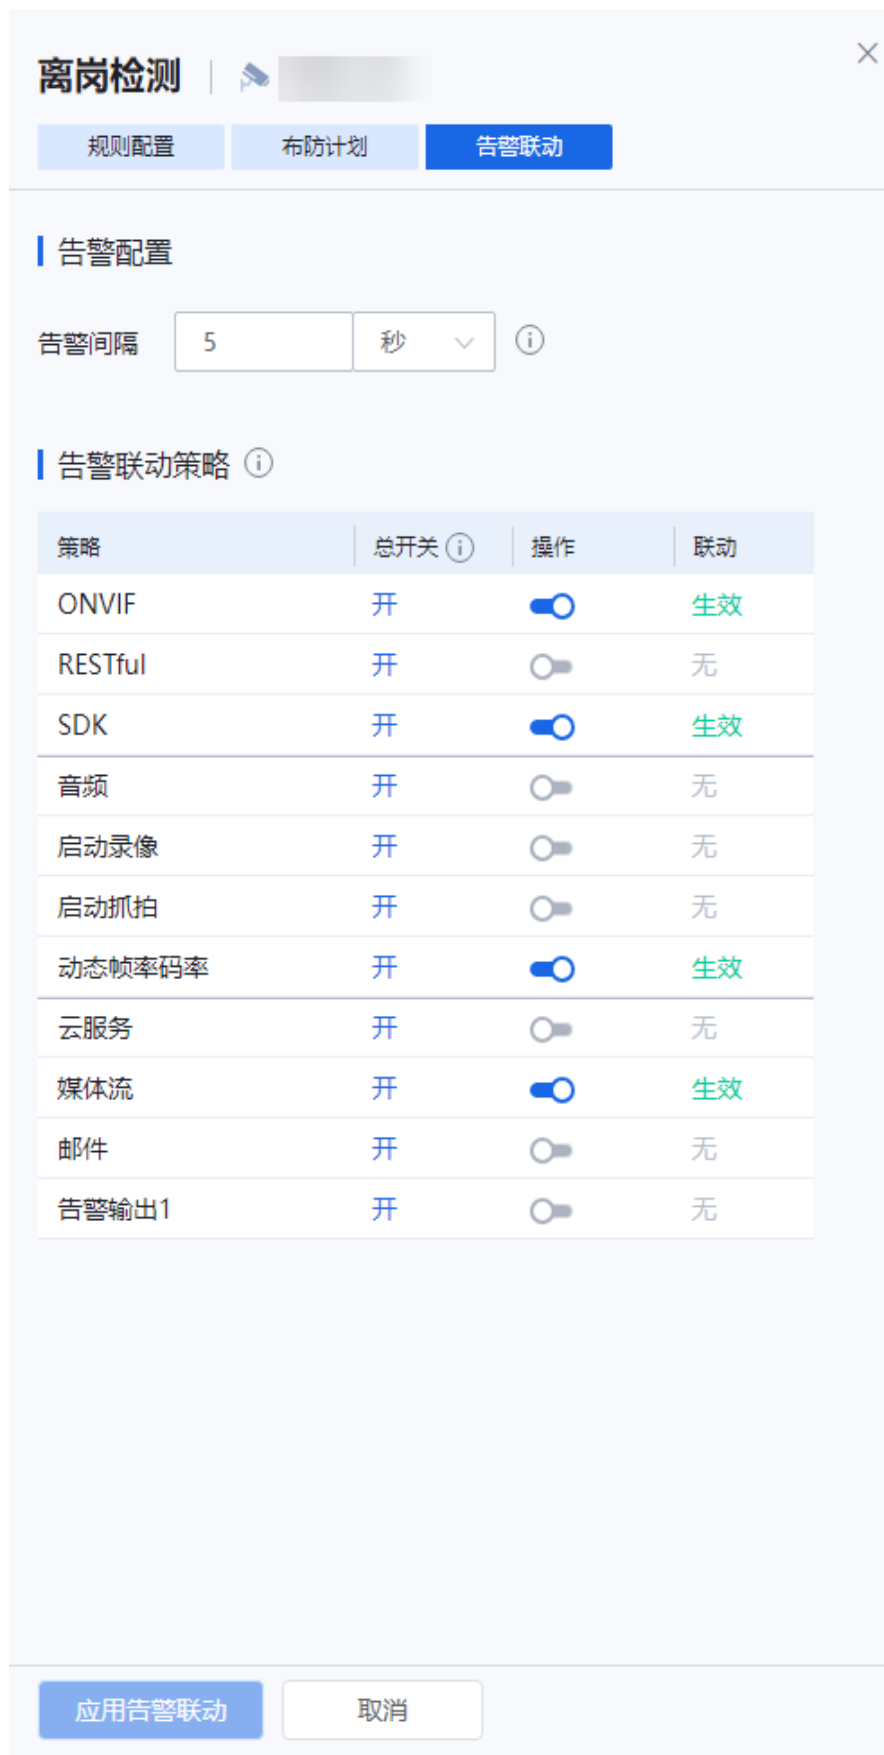 离岗检测
规则配置 布防计划 告警联动
告警配置
告警间隔 5 秒
告警联动策略
策略 总开关 操作 联动
ONVIF 开 生效
RESTful 开 无
SDK 开 生效
音频 开 无
启动录像 开 无
启动抓拍 开 无
动态帧率码率 开 生效
云服务 开 无
媒体流 开 生效
邮件 开 无
告警输出1 开 无
应用告警联动 取消